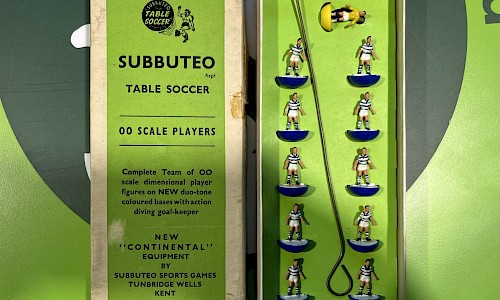 SUBBUTEO
TABLE
SOCCER
SUBBUTEO
Regd
TABLE SOCCER
OO SCALE PLAYERS
Complete Team of OO
scale dimensional player
figures on NEW duo-tone
coloured bases with action
diving goal-keeper
NEW
"CONTINENTAL"
EQUIPMENT
BY
SUBBUTEO SPORTS GAMES
TUNBRIDGE WELLS
KENT